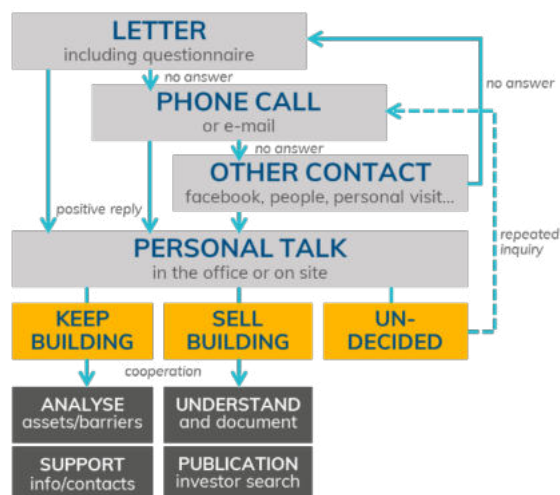 LETTER
including questionnaire
no answer
no answer
PHONE CALL
or e-mail
no answer
OTHER CONTACT
facebook, people, personal visit...
positive reply
repeated
inquiry
PERSONAL TALK
in the office or on site
KEEP
BUILDING
SELL
BUILDING
UN-
DECIDED
cooperation
ANALYSE
assets/barriers
UNDERSTAND
and document
SUPPORT
info/contacts
PUBLICATION
investor search